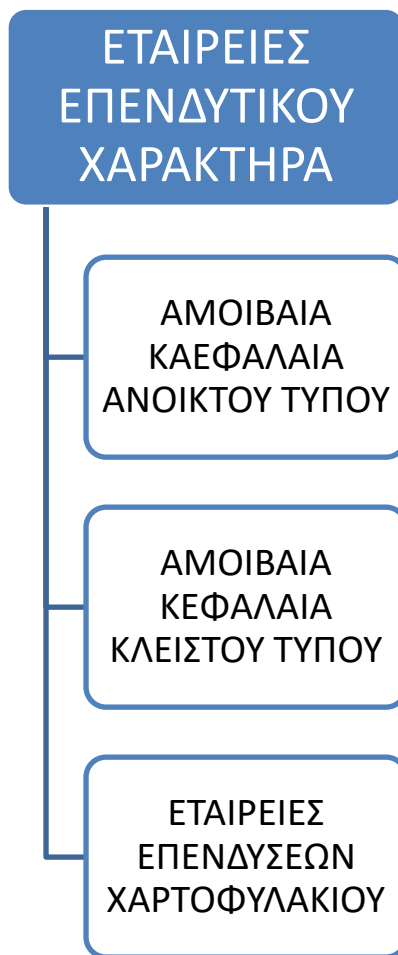 ΕΤΑΙΡΕΙΕΣ
ΕΠΕΝΔΥΤΙΚΟΥ
ΧΑΡΑΚΤΗΡΑ
ΑΜΟΙΒΑΙΑ
ΚΑΕΦΑΛΑΙΑ
ΑΝΟΙΚΤΟΥ ΤΥΠΟΥ
ΑΜΟΙΒΑΙΑ
ΚΕΦΑΛΑΙΑ
ΚΛΕΙΣΤΟΥ ΤΥΠΟΥ
ΕΤΑΙΡΕΙΕΣ
ΕΠΕΝΔΥΣΕΩΝ
ΧΑΡΤΟΦΥΛΑΚΙΟΥ